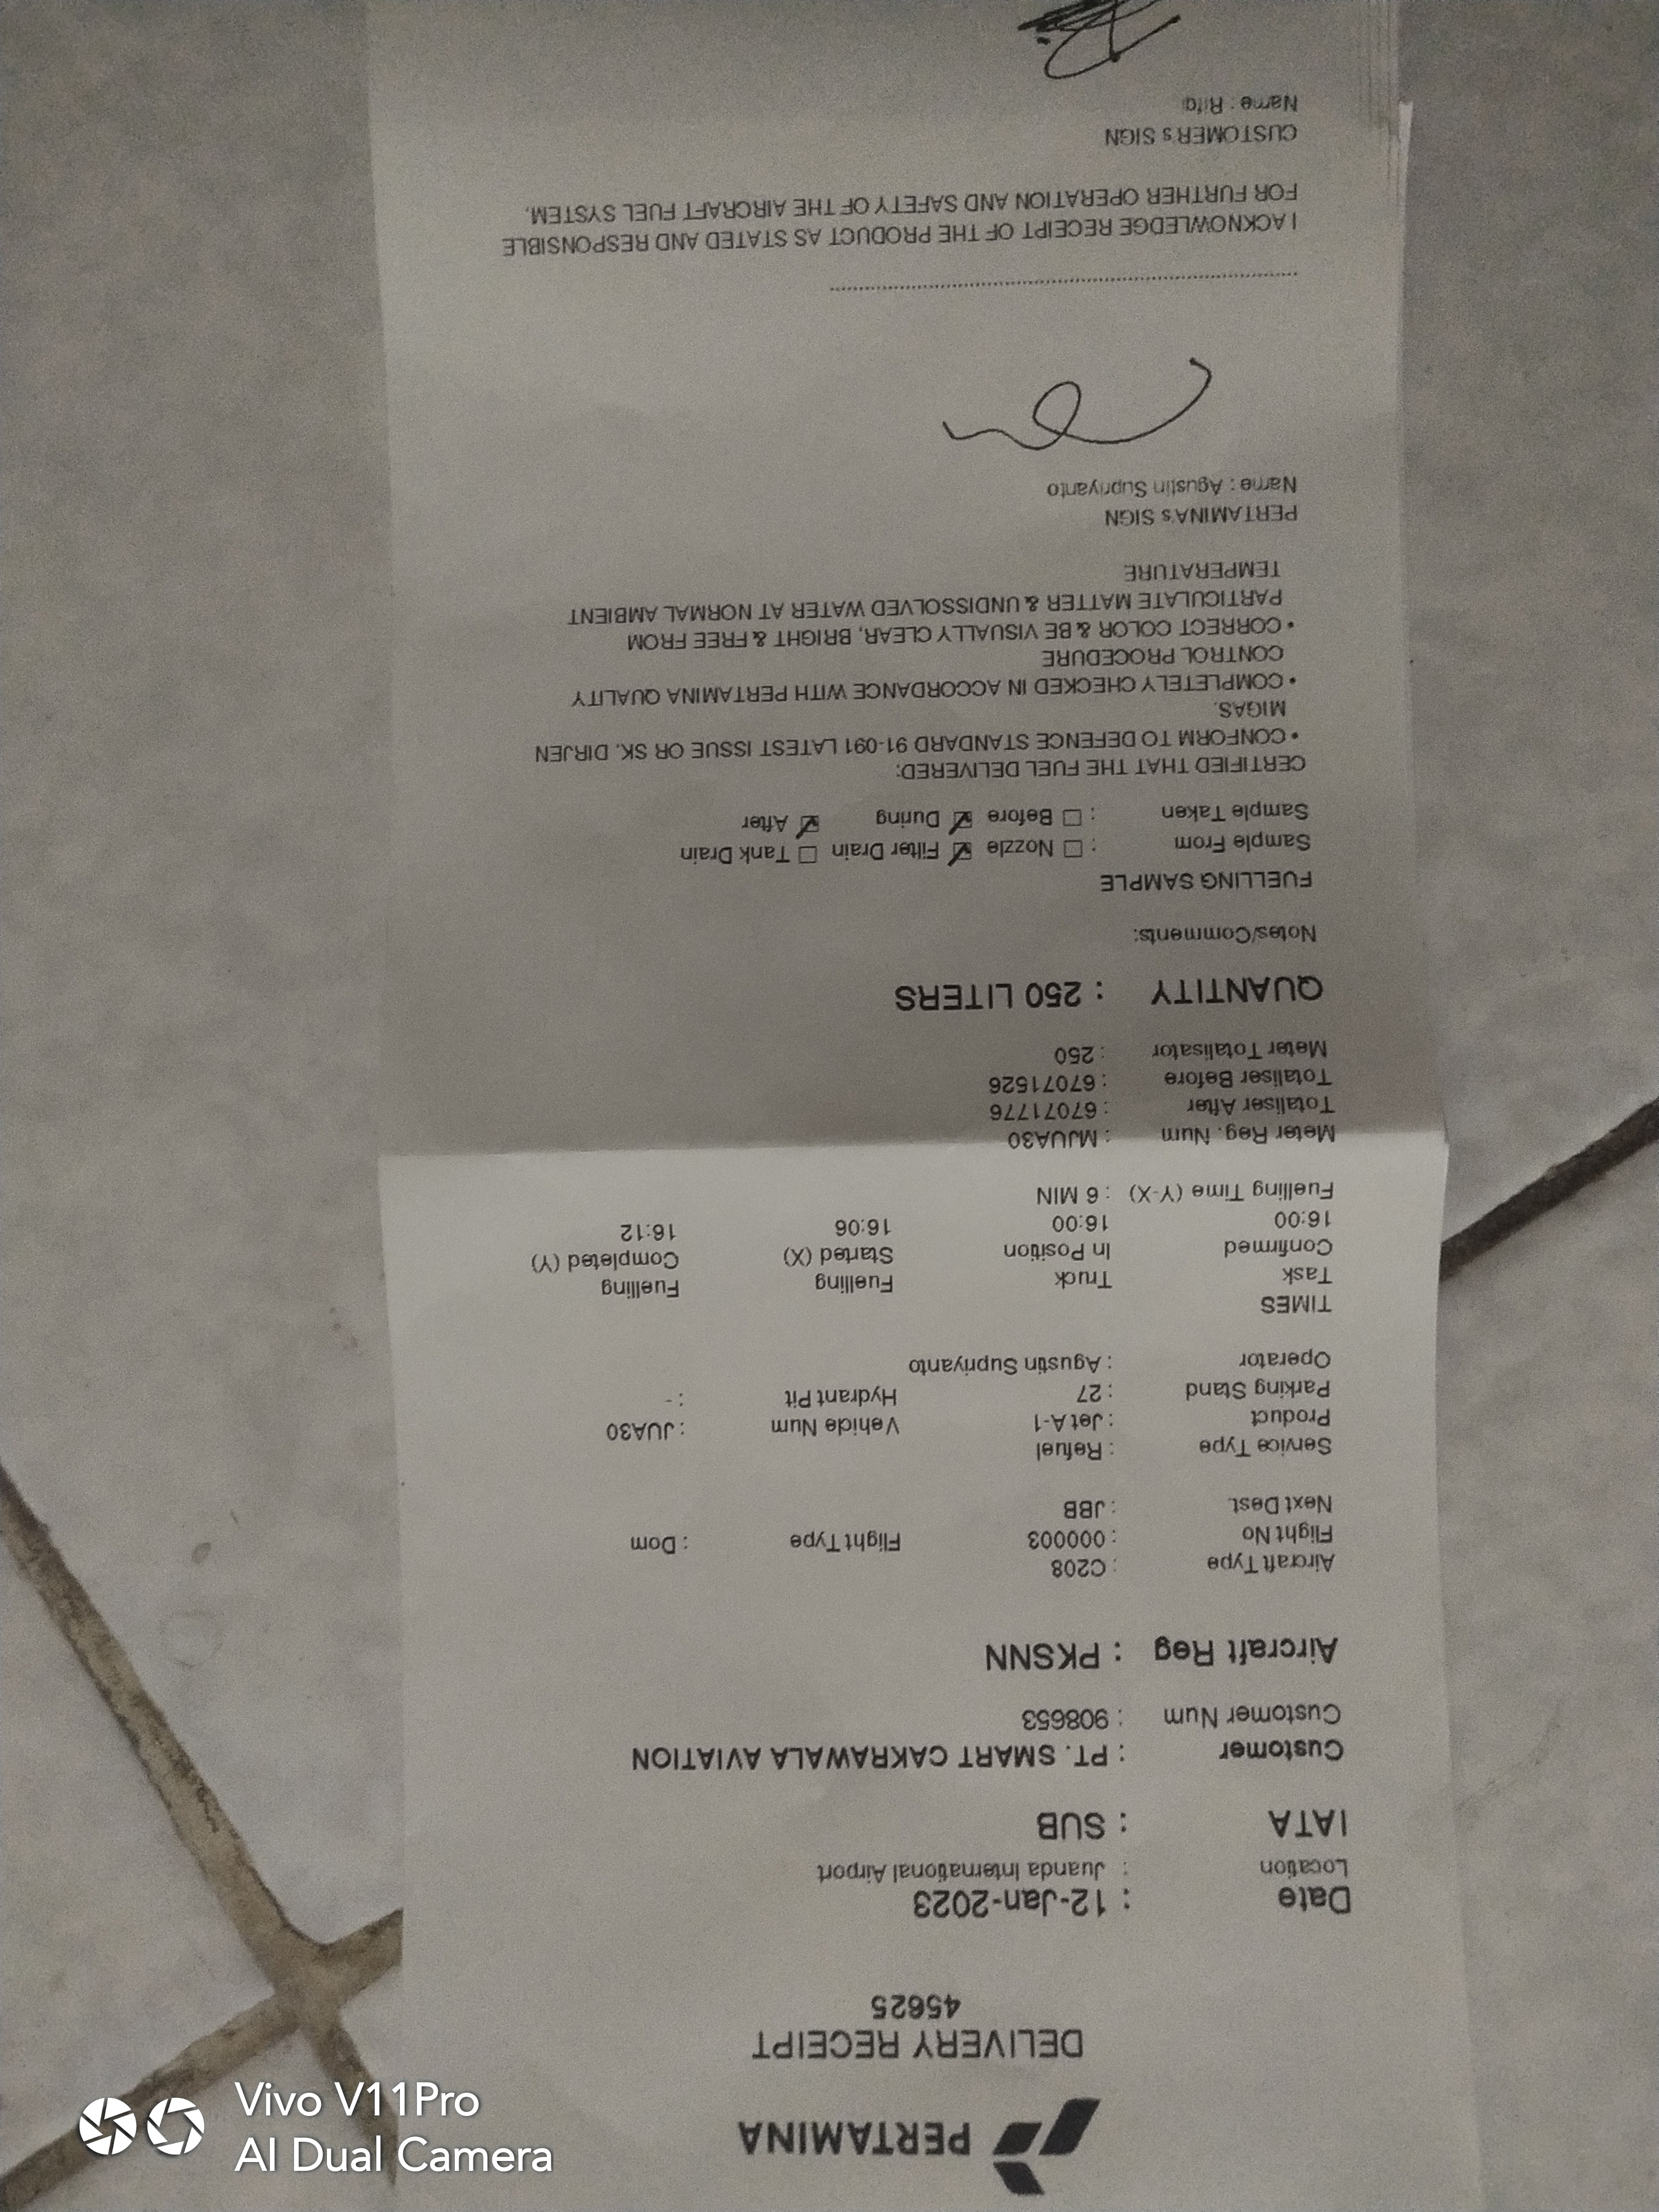 PERTAMINA
DELIVERY RECEIPT
45625
Date : 12-Jan-2023
Location : Juanda International Airport
IATA : SUB
Customer : PT. SMART CAKRAWALA AVIATION
Customer Num : 908653
Aircraft Reg : PKSNN
Aircraft Type : C208
Flight No : 000003 Flight Type : Dom
Next Dest. : JBB
Service Type : Refuel
Product : Jet A-1 Vehicle Num : JUA30
Parking Stand : 27 Hydrant Pit : -
Operator : Agustin Supriyanto
TIMES
Task Truck Fuelling Fuelling
Confirmed In Position Started (X) Completed (Y)
16:00 16:00 16:06 16:12
Fuelling Time (Y-X) : 6 MIN
Meter Reg. Num : MJUA30
Totaliser After : 67071776
Totaliser Before : 67071526
Meter Totalisator : 250
QUANTITY : 250 LITERS
Notes/Comments:
FUELLING SAMPLE
Sample From : ☐ Nozzle ☑ Filter Drain ☐ Tank Drain
Sample Taken : ☐ Before ☑ During ☑ After
CERTIFIED THAT THE FUEL DELIVERED:
• CONFORM TO DEFENCE STANDARD 91-091 LATEST ISSUE OR SK. DIRJEN
MIGAS.
• COMPLETELY CHECKED IN ACCORDANCE WITH PERTAMINA QUALITY
CONTROL PROCEDURE
• CORRECT COLOR & BE VISUALLY CLEAR, BRIGHT & FREE FROM
PARTICULATE MATTER & UNDISSOLVED WATER AT NORMAL AMBIENT
TEMPERATURE
PERTAMINA's SIGN
Name : Agustin Supriyanto
I ACKNOWLEDGE RECEIPT OF THE PRODUCT AS STATED AND RESPONSIBLE
FOR FURTHER OPERATION AND SAFETY OF THE AIRCRAFT FUEL SYSTEM.
CUSTOMER's SIGN
Name :
Vivo V11Pro
AI Dual Camera